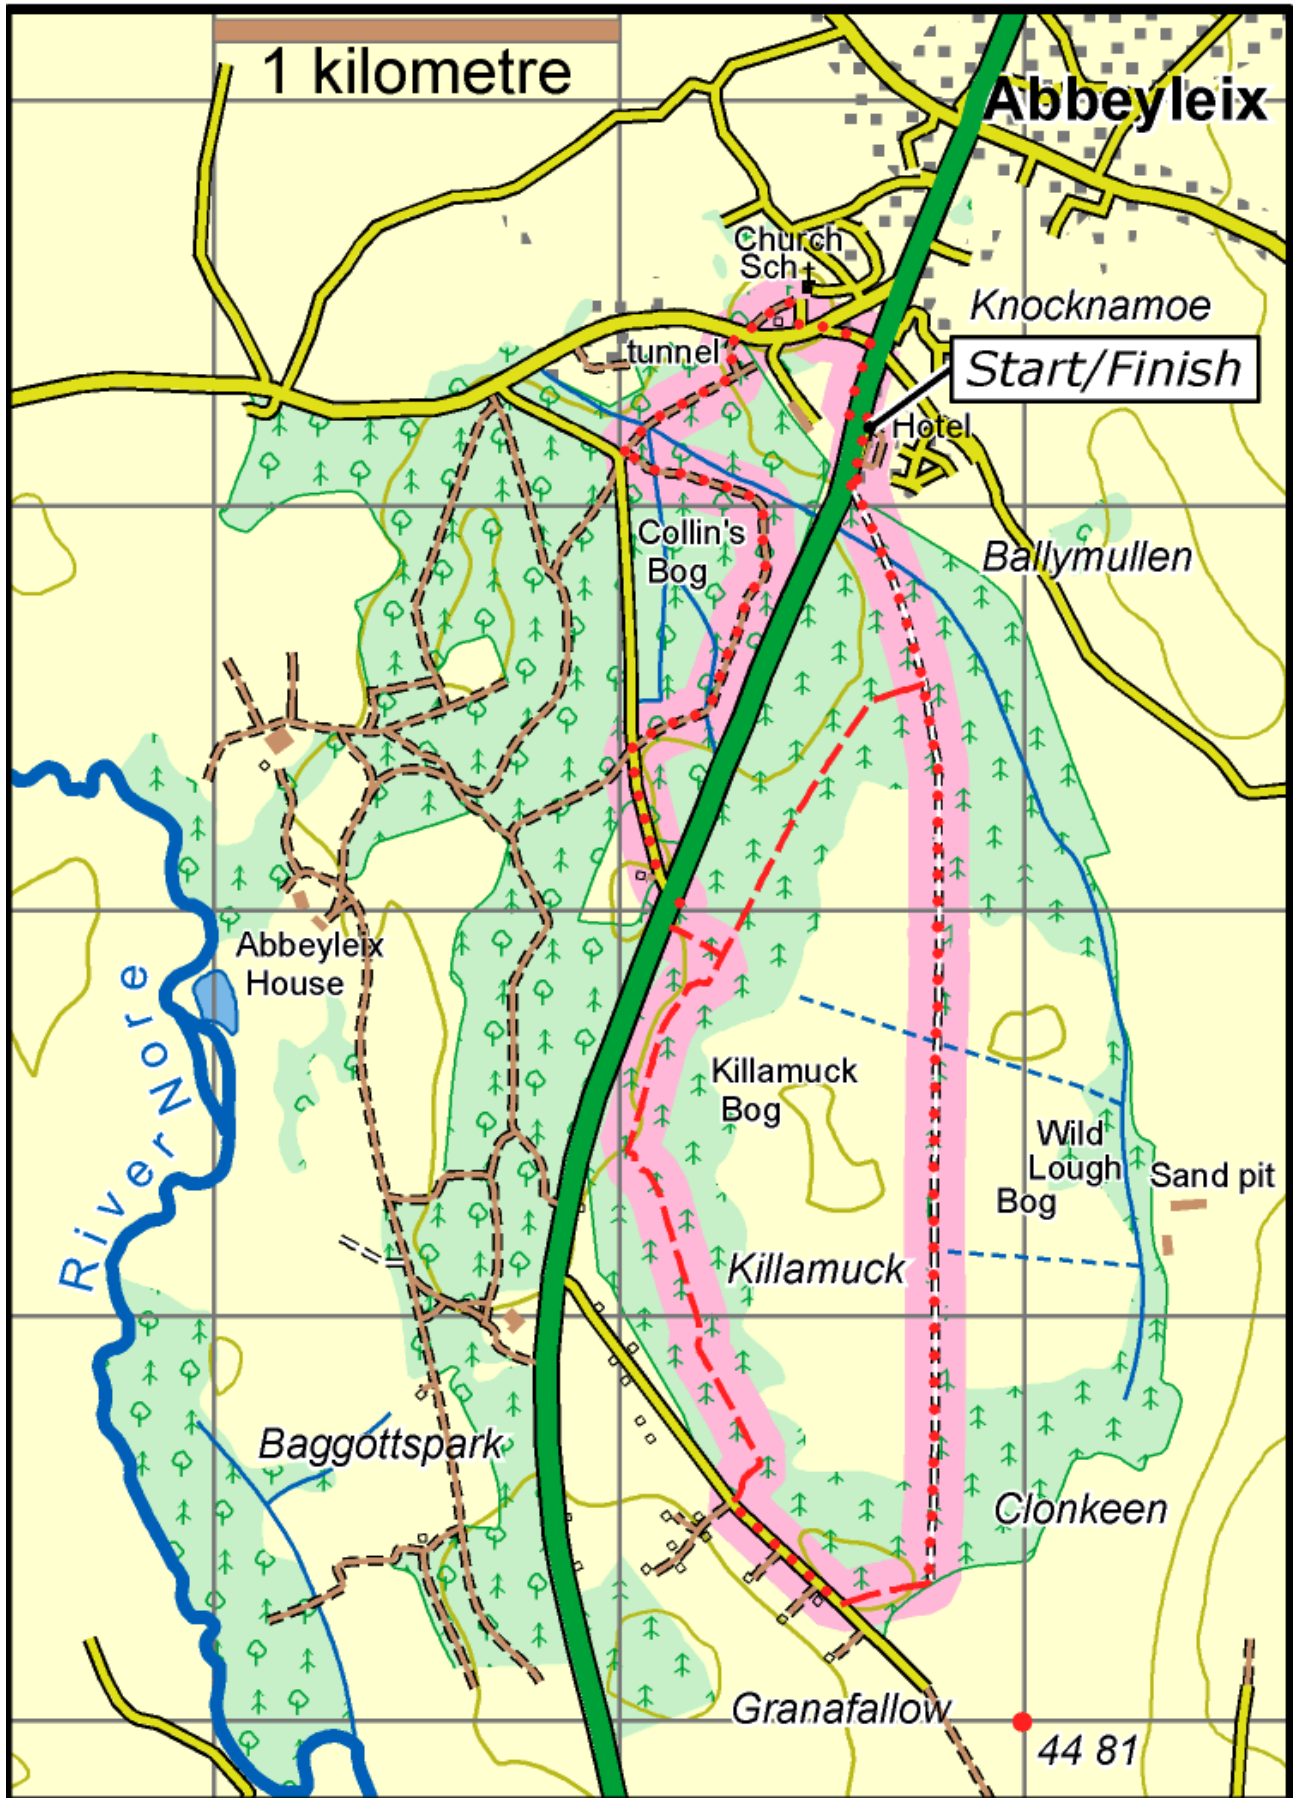 1 kilometre
Abbeyleix
Church
Sch
Knocknamoe
tunnel
Start/Finish
Hotel
Collin's
Bog
Ballymullen
Abbeyleix
House
River Nore
Killamuck
Bog
Wild
Lough
Bog
Sand pit
Killamuck
Baggottspark
Clonkeen
Granafallow
44 81